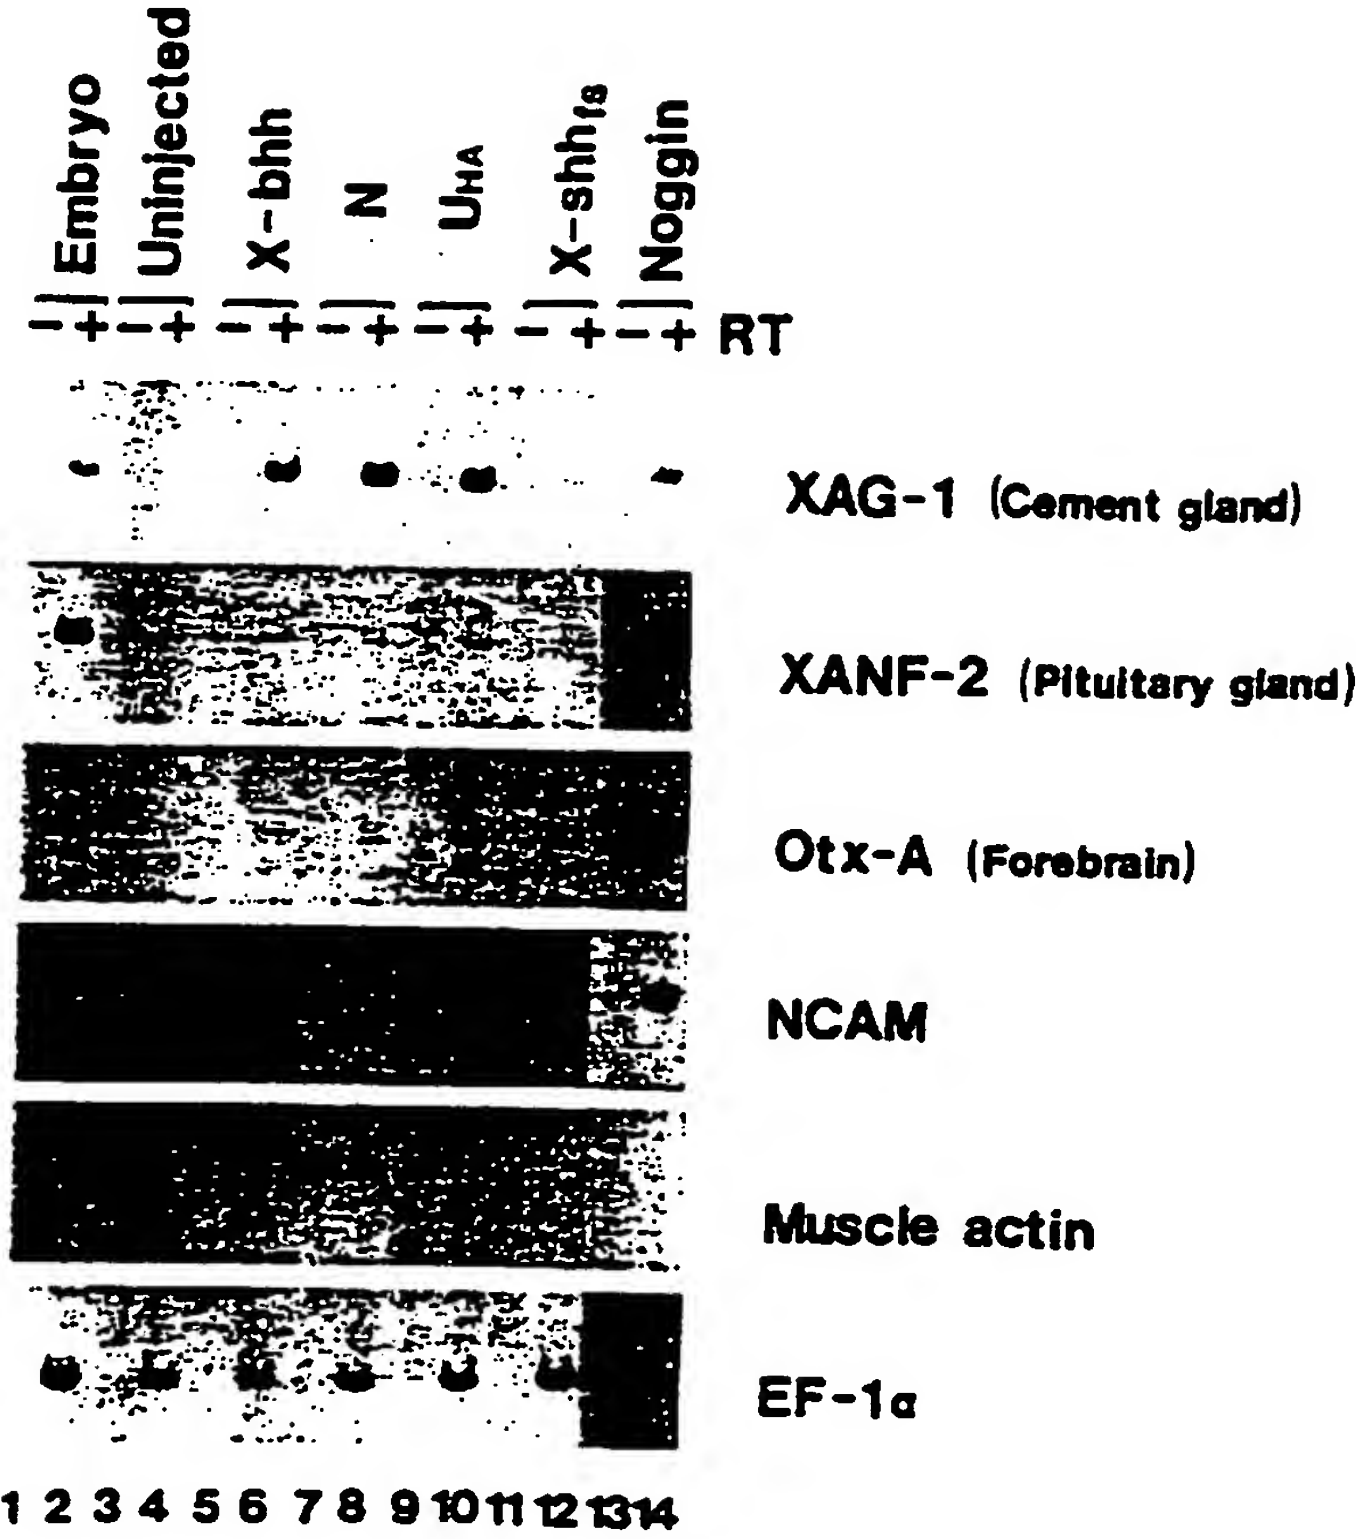 Embryo Uninjected X-bhh N UHA X-shhfs Noggin
- + - + - + - + - + - + - + RT
XAG-1 (Cement gland)
XANF-2 (Pituitary gland)
Otx-A (Forebrain)
NCAM
Muscle actin
EF-1α
1 2 3 4 5 6 7 8 9 10 11 12 13 14